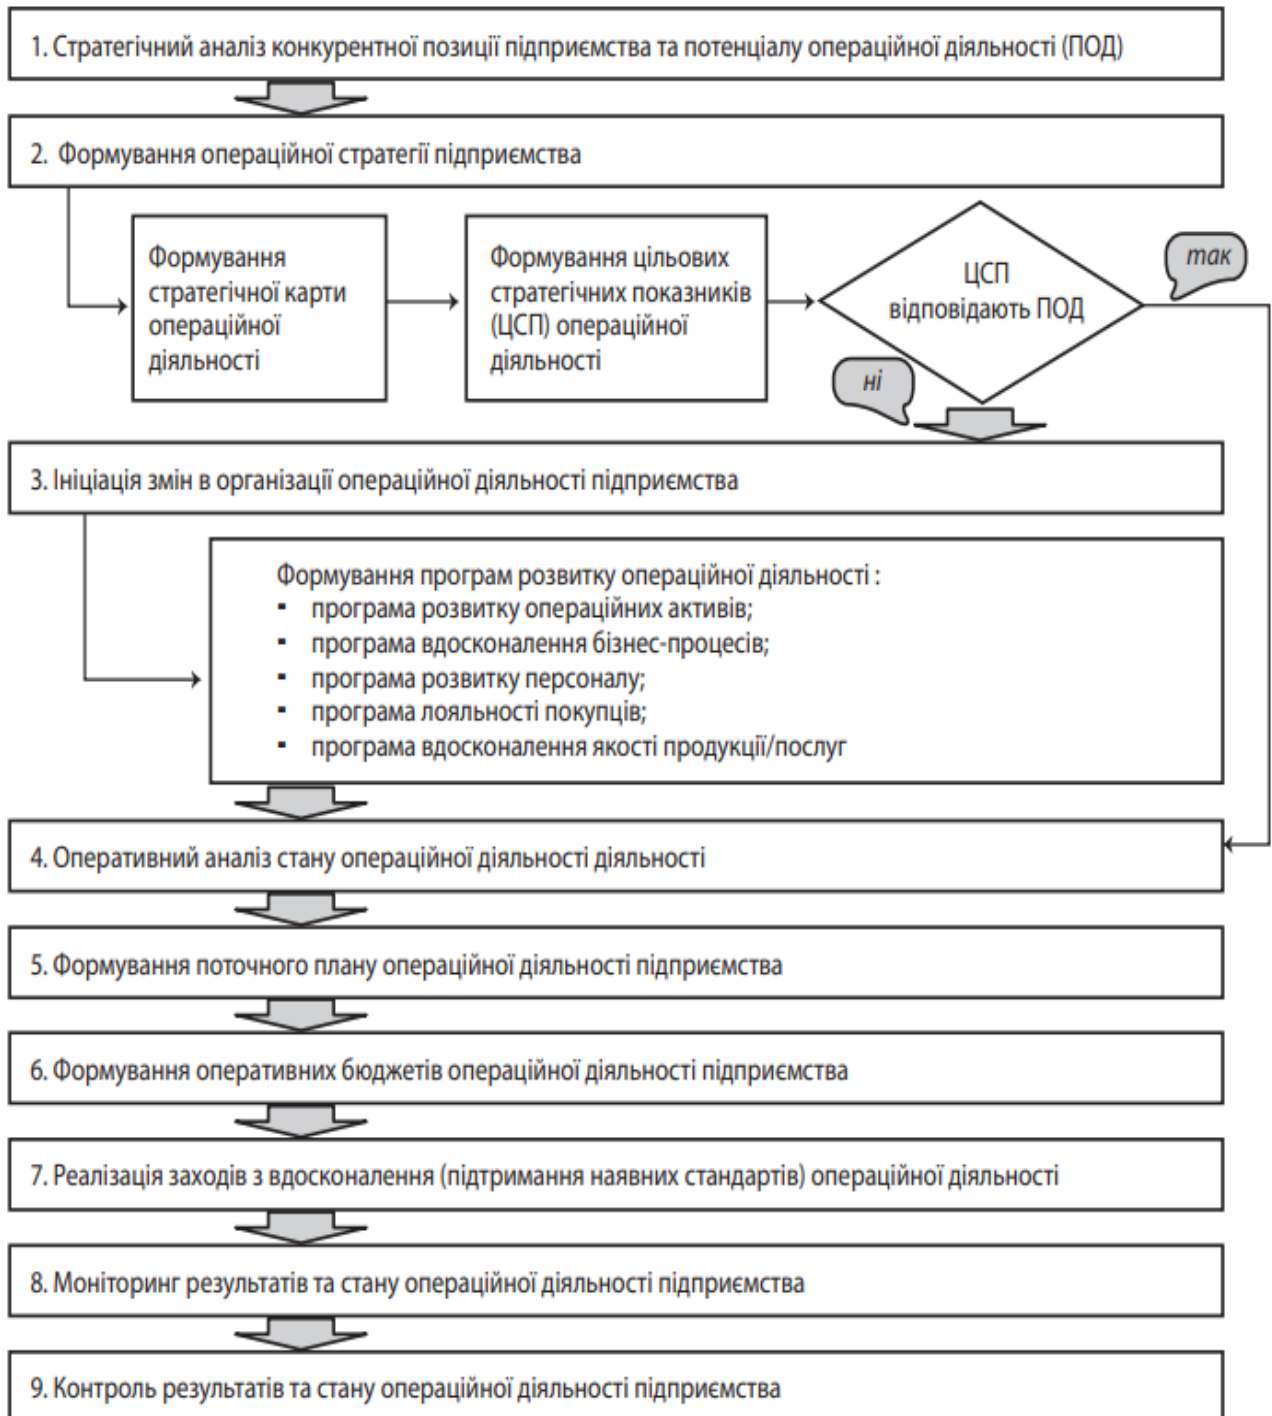 1. Стратегічний аналіз конкурентної позиції підприємства та потенціалу операційної діяльності (ПОД)
2. Формування операційної стратегії підприємства
Формування
стратегічної карти
операційної
діяльності
Формування цільових
стратегічних показників
(ЦСП) операційної
діяльності
ЦСП
відповідають ПОД
так
ні
3. Ініціація змін в організації операційної діяльності підприємства
Формування програм розвитку операційної діяльності :
- програма розвитку операційних активів;
- програма вдосконалення бізнес-процесів;
- програма розвитку персоналу;
- програма лояльності покупців;
- програма вдосконалення якості продукції/послуг
4. Оперативний аналіз стану операційної діяльності діяльності
5. Формування поточного плану операційної діяльності підприємства
6. Формування оперативних бюджетів операційної діяльності підприємства
7. Реалізація заходів з вдосконалення (підтримання наявних стандартів) операційної діяльності
8. Моніторинг результатів та стану операційної діяльності підприємства
9. Контроль результатів та стану операційної діяльності підприємства